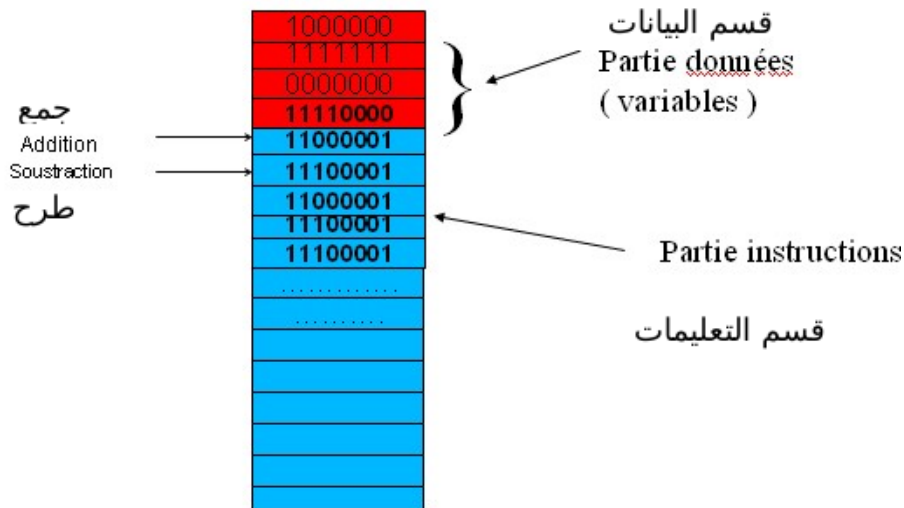 1000000
1111111
0000000
11110000
11000001
11100001
11000001
11100001
11100001
.............
..........
جمع
Addition
Soustraction
طرح
قسم البيانات
Partie données
( variables )
Partie instructions
قسم التعليمات